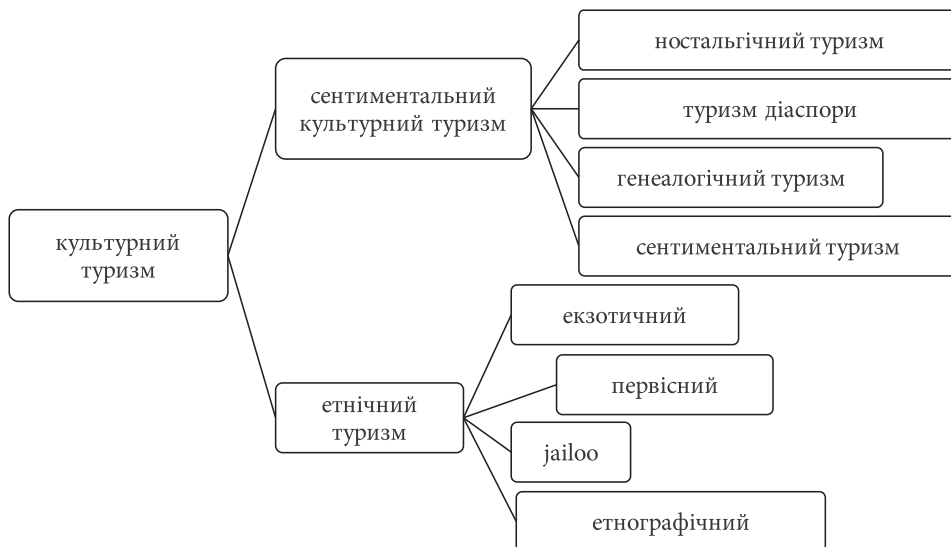 культурний
туризм
сентиментальний
культурний туризм
ностальгічний туризм
туризм діаспори
генеалогічний туризм
сентиментальний туризм
етнічний
туризм
екзотичний
первісний
jailoo
етнографічний